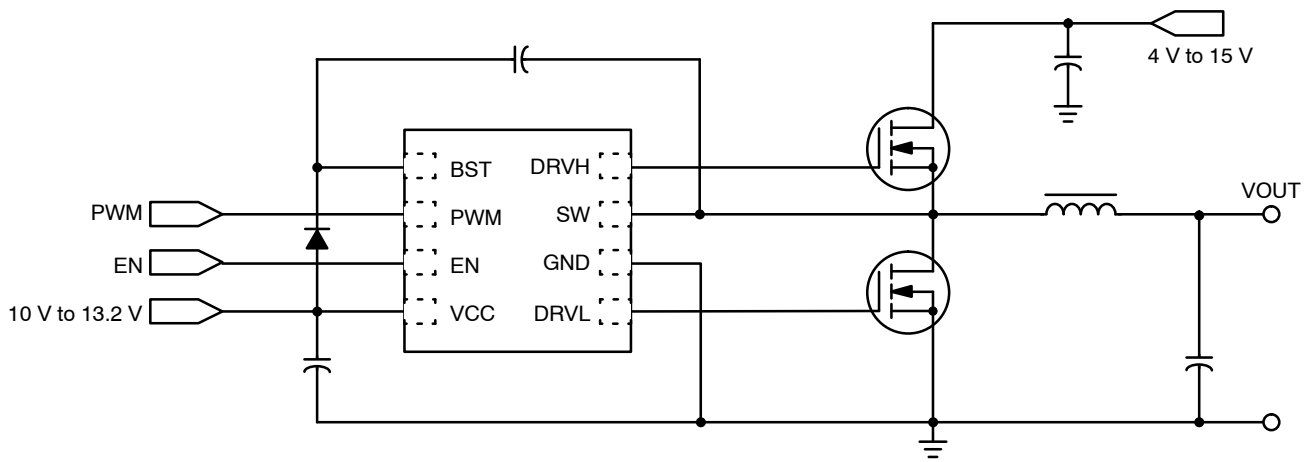 4 V to 15 V
BST DRVH
PWM PWM SW VOUT
EN EN GND
10 V to 13.2 V VCC DRVL